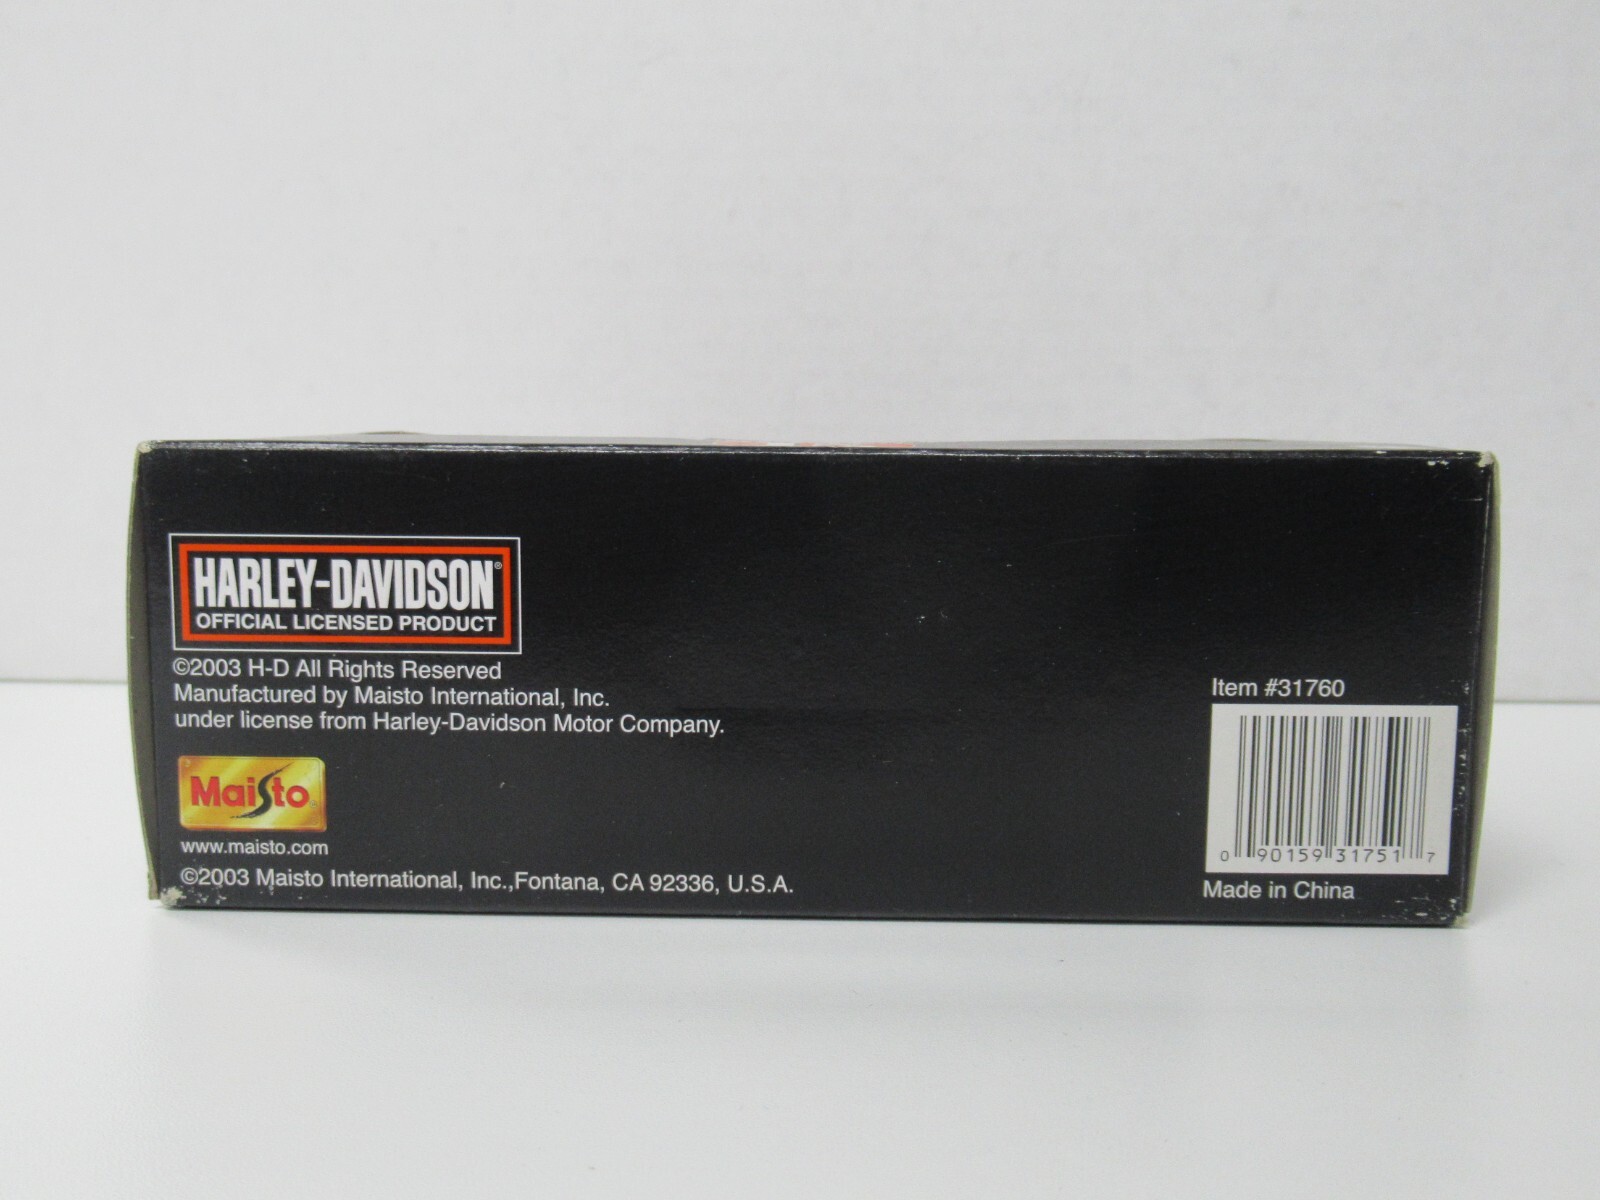 HARLEY-DAVIDSON®
OFFICIAL LICENSED PRODUCT
©2003 H-D All Rights Reserved
Manufactured by Maisto International, Inc.
under license from Harley-Davidson Motor Company.
Maisto
www.maisto.com
©2003 Maisto International, Inc.,Fontana, CA 92336, U.S.A.
Item #31760
0 90159 31751 7
Made in China